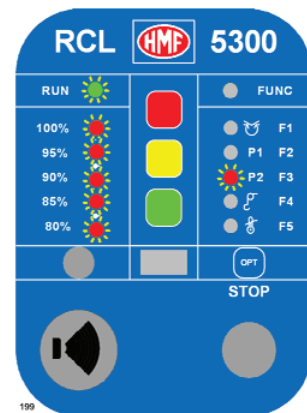 RCL HMF 5300
RUN FUNC
100% F1
95% P1 F2
90% P2 F3
85% F4
80% F5
OPT
STOP
199